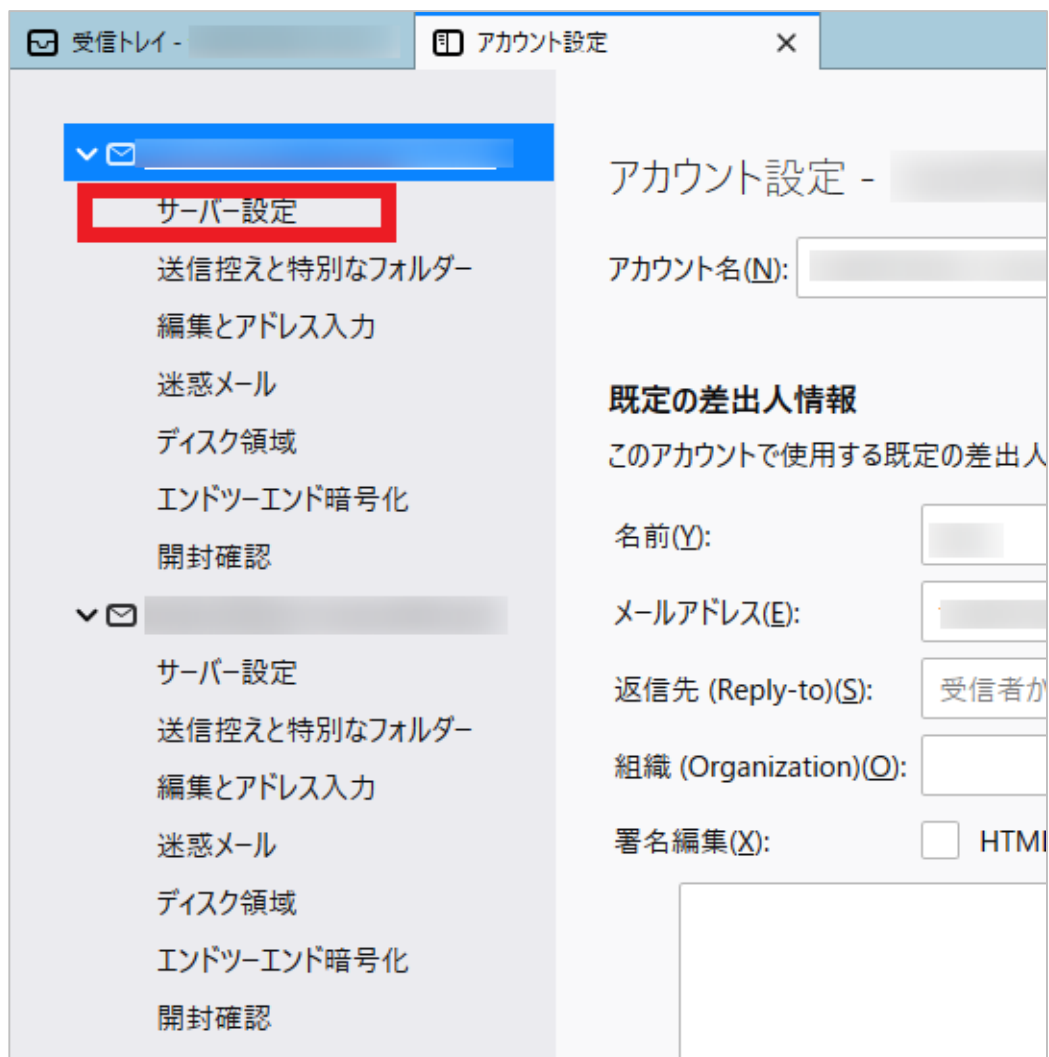 受信トレイ -
アカウント設定
サーバー設定
送信控えと特別なフォルダー
編集とアドレス入力
迷惑メール
ディスク領域
エンドツーエンド暗号化
開封確認
サーバー設定
送信控えと特別なフォルダー
編集とアドレス入力
迷惑メール
ディスク領域
エンドツーエンド暗号化
開封確認
アカウント設定 -
アカウント名(N):
既定の差出人情報
このアカウントで使用する既定の差出人
名前(Y):
メールアドレス(E):
返信先 (Reply-to)(S): 受信者が
組織 (Organization)(O):
署名編集(X): HTM